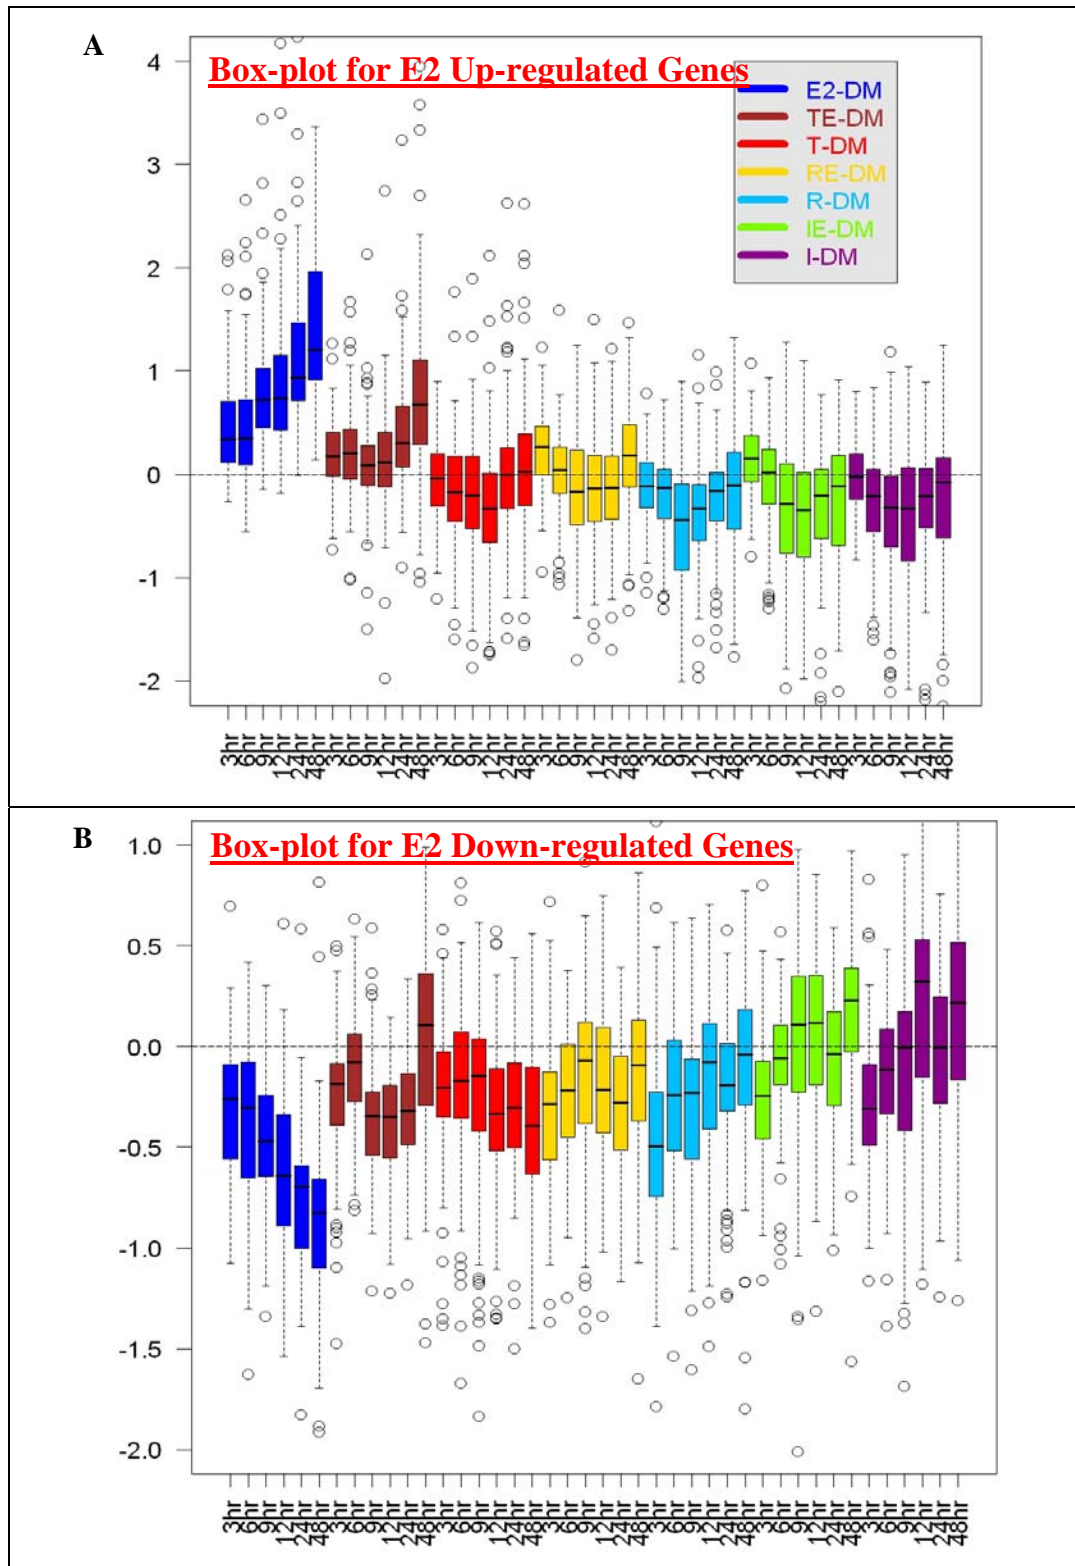 A
Box-plot for E2 Up-regulated Genes
4
3
2
1
0
-1
-2
E2-DM
TE-DM
T-DM
RE-DM
R-DM
IE-DM
I-DM
3hr 6hr 9hr 12hr 24hr 48hr 3hr 6hr 9hr 12hr 24hr 48hr 3hr 6hr 9hr 12hr 24hr 48hr 3hr 6hr 9hr 12hr 24hr 48hr 3hr 6hr 9hr 12hr 24hr 48hr 3hr 6hr 9hr 12hr 24hr 48hr 3hr 6hr 9hr 12hr 24hr 48hr
B
Box-plot for E2 Down-regulated Genes
1.0
0.5
0.0
-0.5
-1.0
-1.5
-2.0
3hr 6hr 9hr 12hr 24hr 48hr 3hr 6hr 9hr 12hr 24hr 48hr 3hr 6hr 9hr 12hr 24hr 48hr 3hr 6hr 9hr 12hr 24hr 48hr 3hr 6hr 9hr 12hr 24hr 48hr 3hr 6hr 9hr 12hr 24hr 48hr 3hr 6hr 9hr 12hr 24hr 48hr